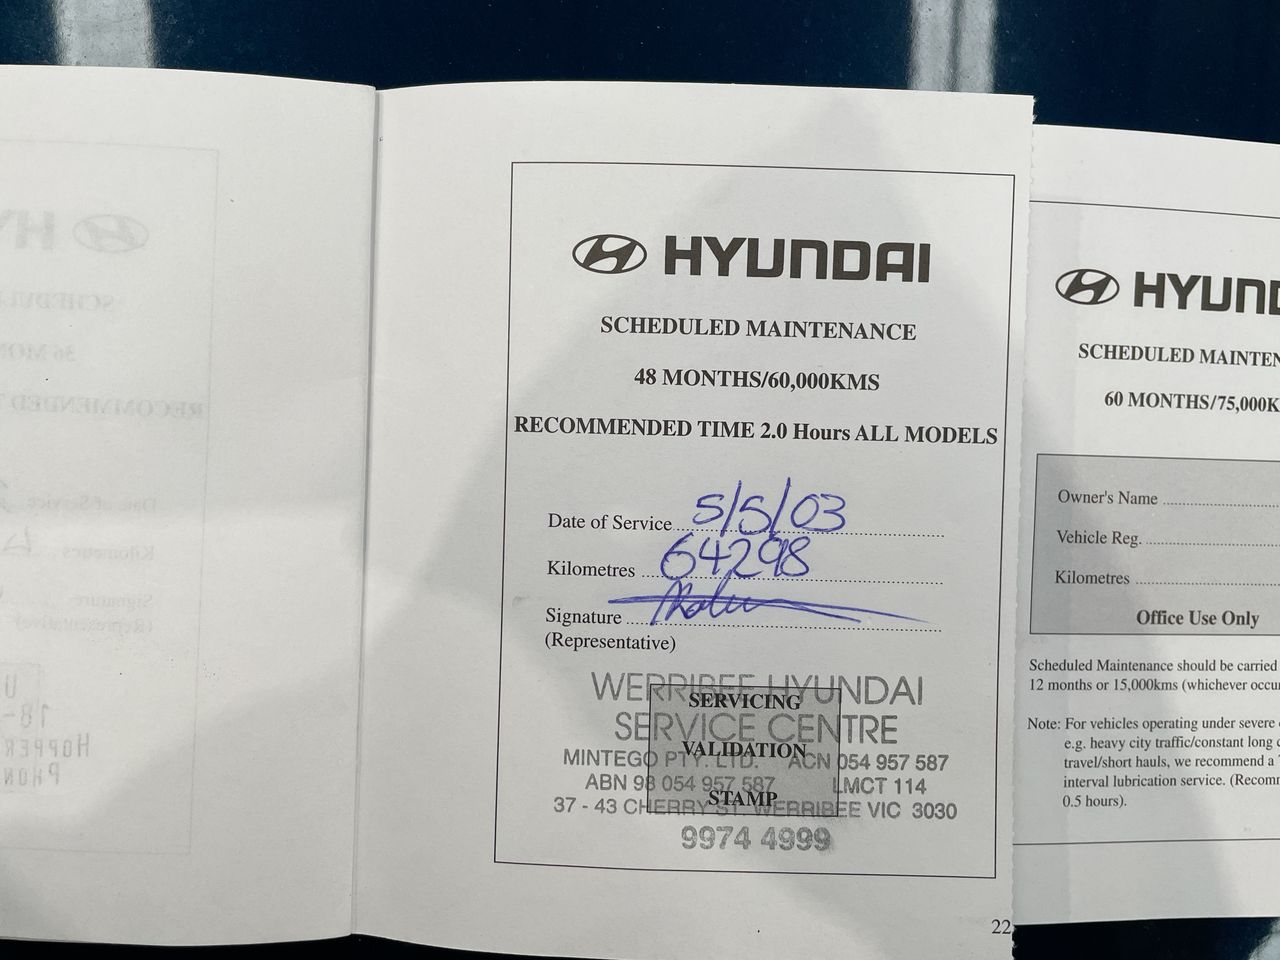 HYUNDAI
SCHEDULED MAINTENANCE
48 MONTHS/60,000KMS
RECOMMENDED TIME 2.0 Hours ALL MODELS
Date of Service 5/5/03
Kilometres 64298
Signature
(Representative)
WERRIBEE HYUNDAI
SERVICING
SERVICE CENTRE
VALIDATION
MINTEGO PTY. LTD. ACN 054 957 587
ABN 98 054 957 587 LMCT 114
STAMP
37 - 43 CHERRY ST. WERRIBEE VIC 3030
9974 4999
22
HYUND
SCHEDULED MAINTEN
60 MONTHS/75,000K
Owner's Name
Vehicle Reg.
Kilometres
Office Use Only
Scheduled Maintenance should be carried
12 months or 15,000kms (whichever occu
Note: For vehicles operating under severe
e.g. heavy city traffic/constant long
travel/short hauls, we recommend a
interval lubrication service. (Recom
0.5 hours).